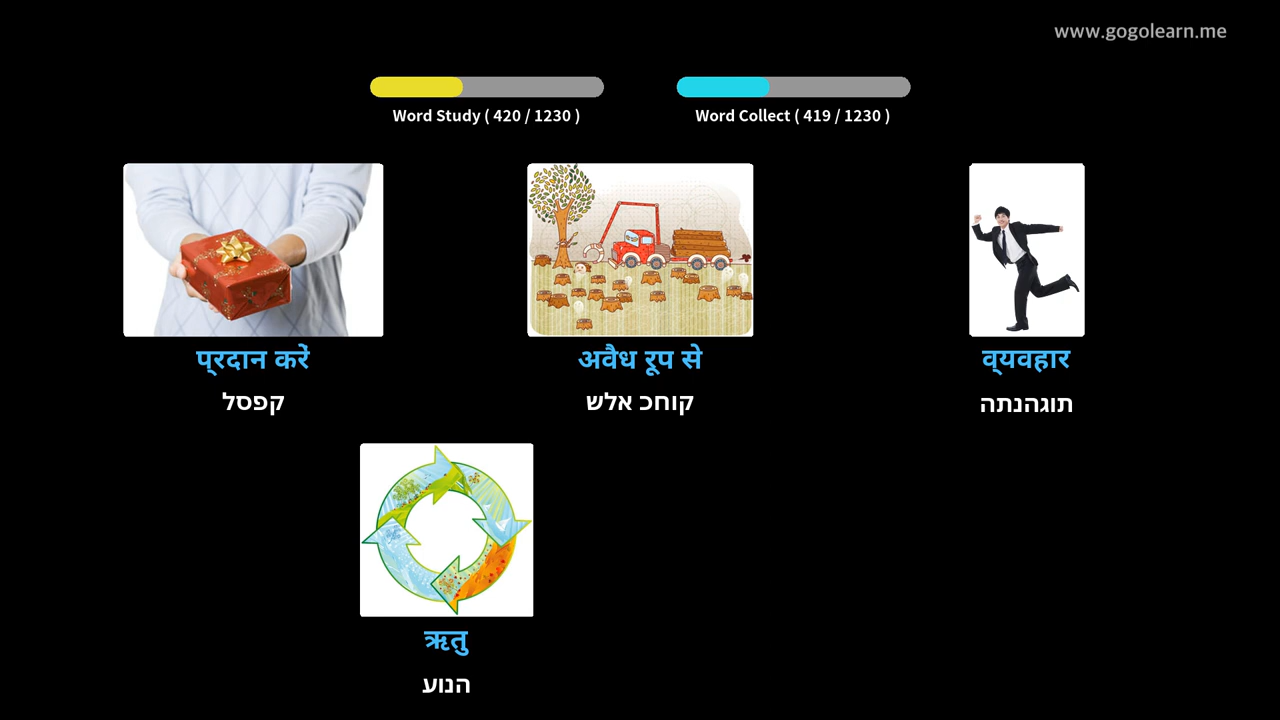 www.gogolearn.me
Word Study ( 420 / 1230 )
Word Collect ( 419 / 1230 )
प्रदान करें
अवैध रूप से
व्यवहार
קפסל
קוחכ אלש
תוגהנתה
ऋतु
הנוע